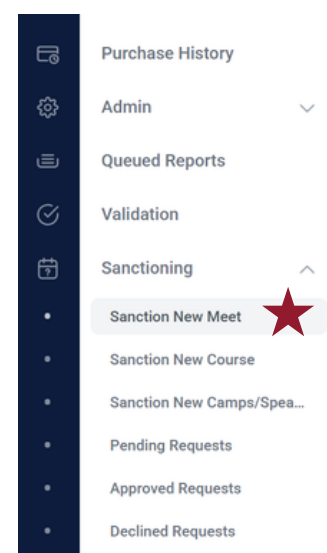 Purchase History
Admin
Queued Reports
Validation
Sanctioning
Sanction New Meet
Sanction New Course
Sanction New Camps/Spea...
Pending Requests
Approved Requests
Declined Requests